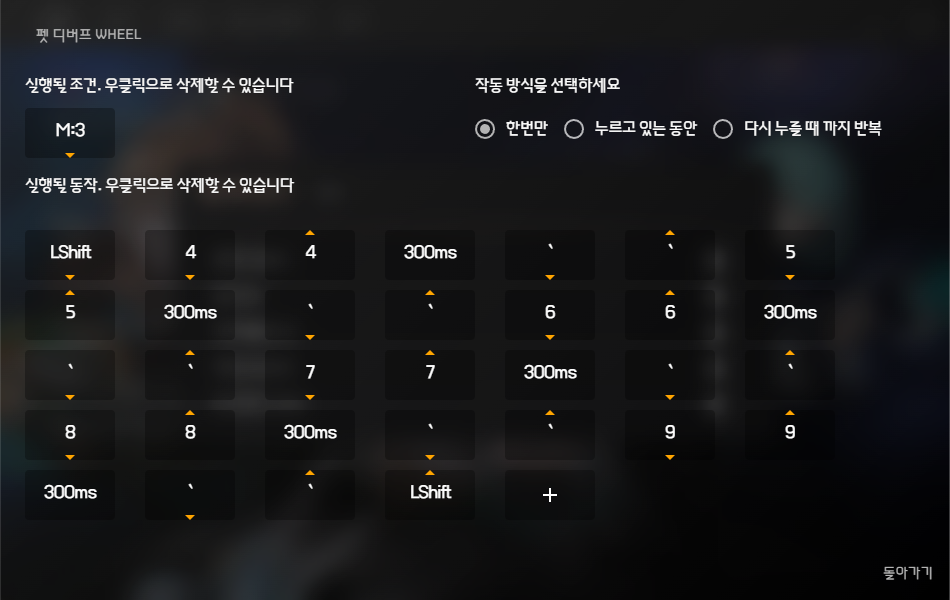 펫 디버프 WHEEL
실행될 조건. 우클릭으로 삭제할 수 있습니다
작동 방식을 선택하세요
M:3
한번만 누르고 있는 동안 다시 누를 때 까지 반복
실행될 동작. 우클릭으로 삭제할 수 있습니다
LShift 4 4 300ms ` ` 5
5 300ms ` ` 6 6 300ms
` ` 7 7 300ms ` `
8 8 300ms ` ` 9 9
300ms ` ` LShift +
돌아가기